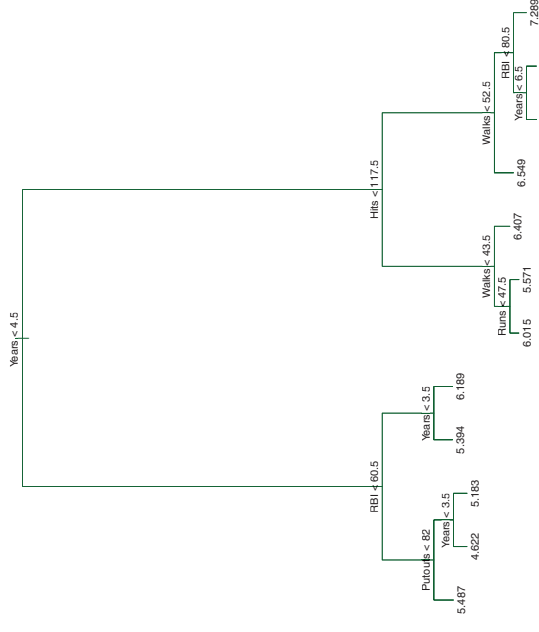 Years < 4.5
RBI < 60.5
Hits < 117.5
Putouts < 82
Years < 3.5
Years < 3.5
5.487
4.622
5.183
5.394
6.189
Walks < 43.5
Runs < 47.5
6.407
6.015
5.571
Walks < 52.5
6.549
RBI < 80.5
Years < 6.5
7.289